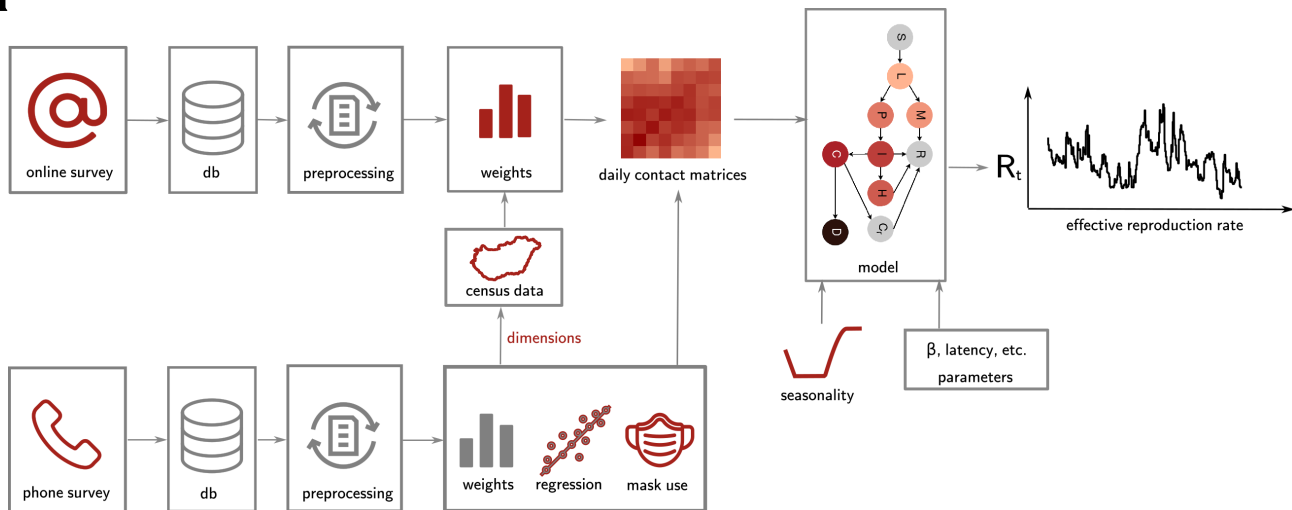 online survey
db
preprocessing
weights
daily contact matrices
S
L
P
M
C
I
R
H
D
Cr
model
Rt
effective reproduction rate
census data
dimensions
seasonality
β, latency, etc.
parameters
phone survey
db
preprocessing
weights
regression
mask use